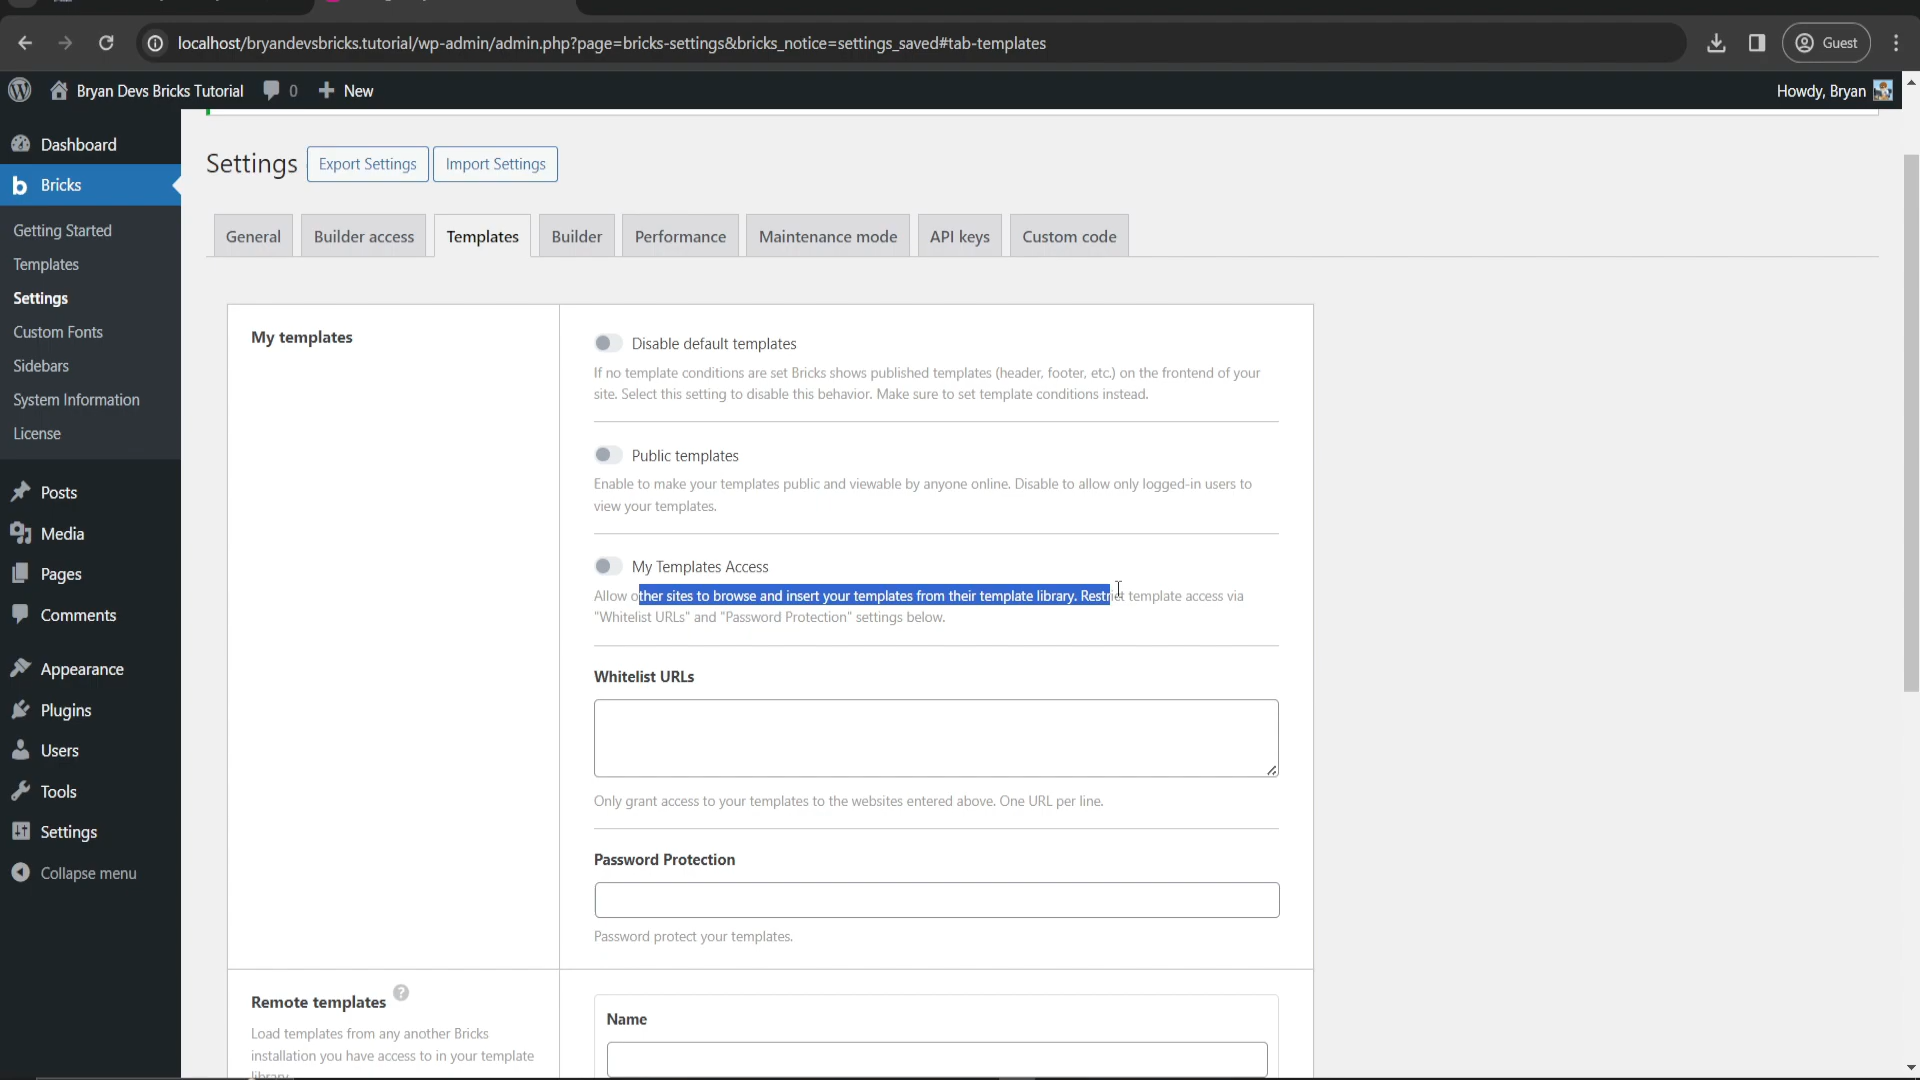 localhost/bryandevsbricks.tutorial/wp-admin/admin.php?page=bricks-settings&bricks_notice=settings_saved#tab-templates
Guest
Bryan Devs Bricks Tutorial
0
New
Howdy, Bryan
Dashboard
Bricks
Getting Started
Templates
Settings
Custom Fonts
Sidebars
System Information
License
Posts
Media
Pages
Comments
Appearance
Plugins
Users
Tools
Settings
Collapse menu
Settings
Export Settings
Import Settings
General
Builder access
Templates
Builder
Performance
Maintenance mode
API keys
Custom code
My templates
Disable default templates
If no template conditions are set Bricks shows published templates (header, footer, etc.) on the frontend of your
site. Select this setting to disable this behavior. Make sure to set template conditions instead.
Public templates
Enable to make your templates public and viewable by anyone online. Disable to allow only logged-in users to
view your templates.
My Templates Access
Allow other sites to browse and insert your templates from their template library. Restrict template access via
"Whitelist URLs" and "Password Protection" settings below.
Whitelist URLs
Only grant access to your templates to the websites entered above. One URL per line.
Password Protection
Password protect your templates.
Remote templates
?
Load templates from any another Bricks
installation you have access to in your template
library.
Name